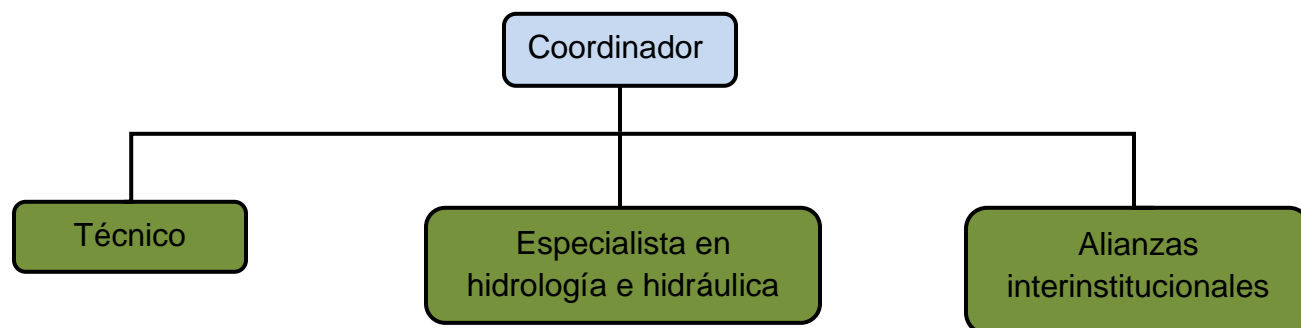 Coordinador
Técnico
Especialista en
hidrología e hidráulica
Alianzas
interinstitucionales